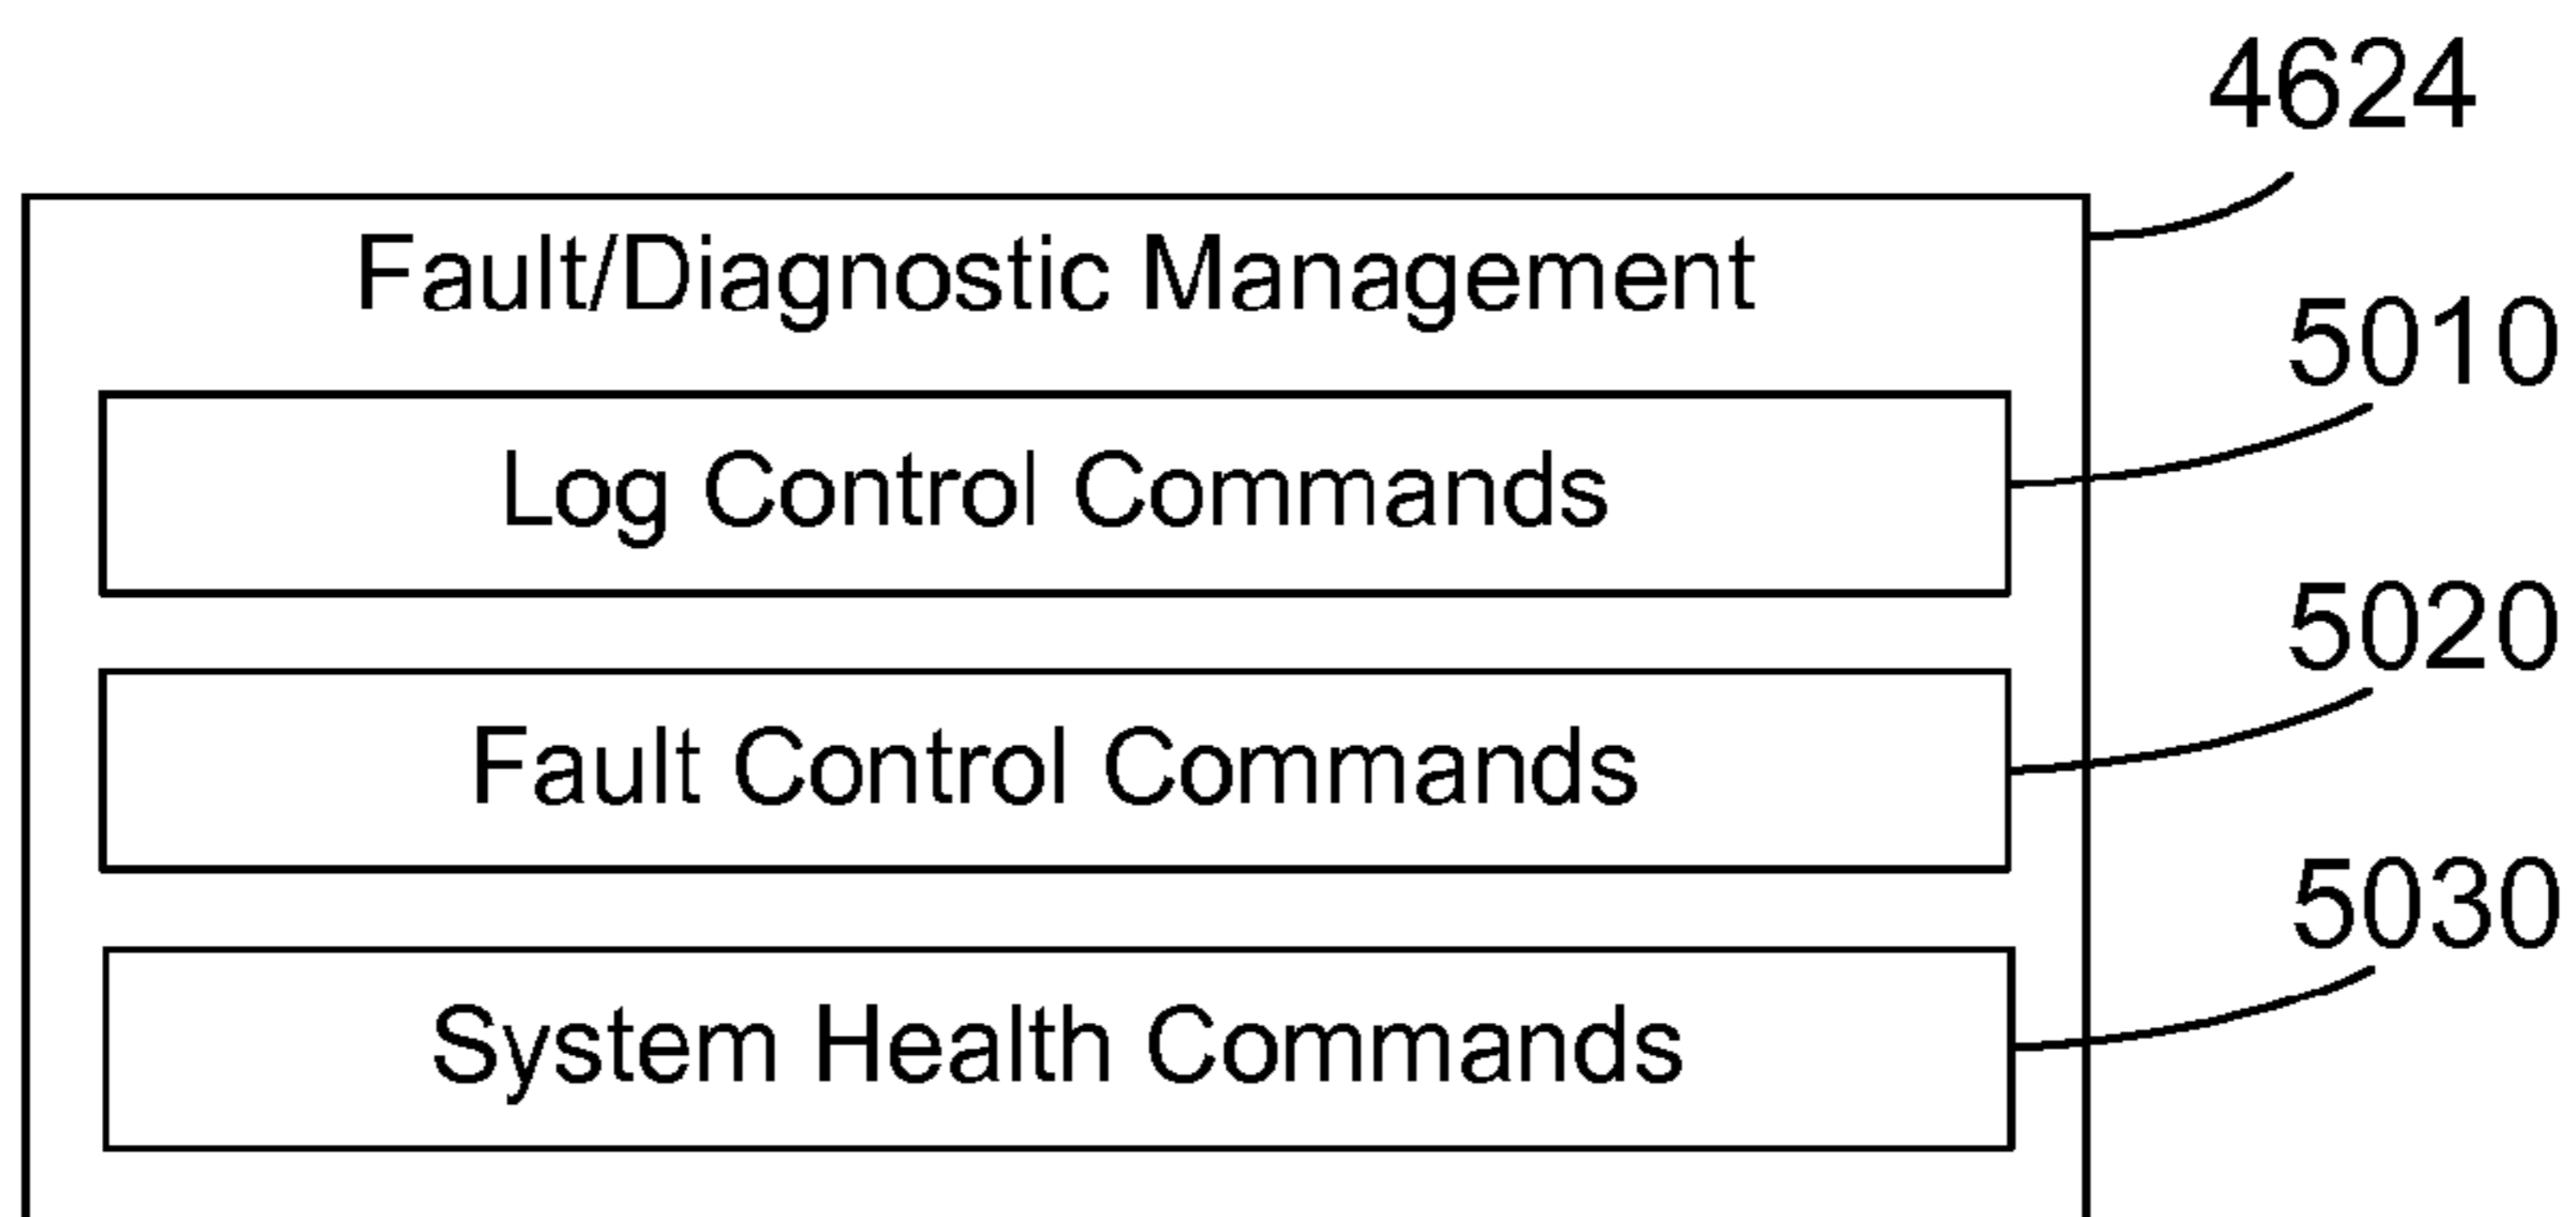 4624
Fault/Diagnostic Management
5010
Log Control Commands
5020
Fault Control Commands
5030
System Health Commands